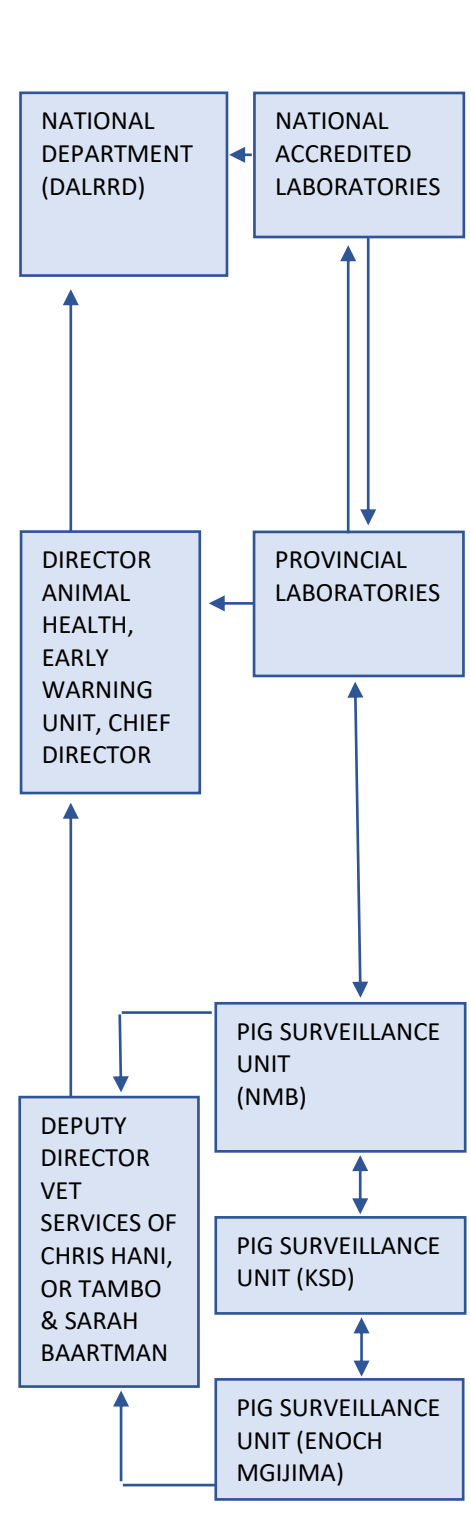 NATIONAL
DEPARTMENT
(DALRRD)
NATIONAL
ACCREDITED
LABORATORIES
DIRECTOR
ANIMAL
HEALTH,
EARLY
WARNING
UNIT, CHIEF
DIRECTOR
PROVINCIAL
LABORATORIES
PIG SURVEILLANCE
UNIT
(NMB)
DEPUTY
DIRECTOR
VET
SERVICES OF
CHRIS HANI,
OR TAMBO
& SARAH
BAARTMAN
PIG SURVEILLANCE
UNIT (KSD)
PIG SURVEILLANCE
UNIT (ENOCH
MGIJIMA)